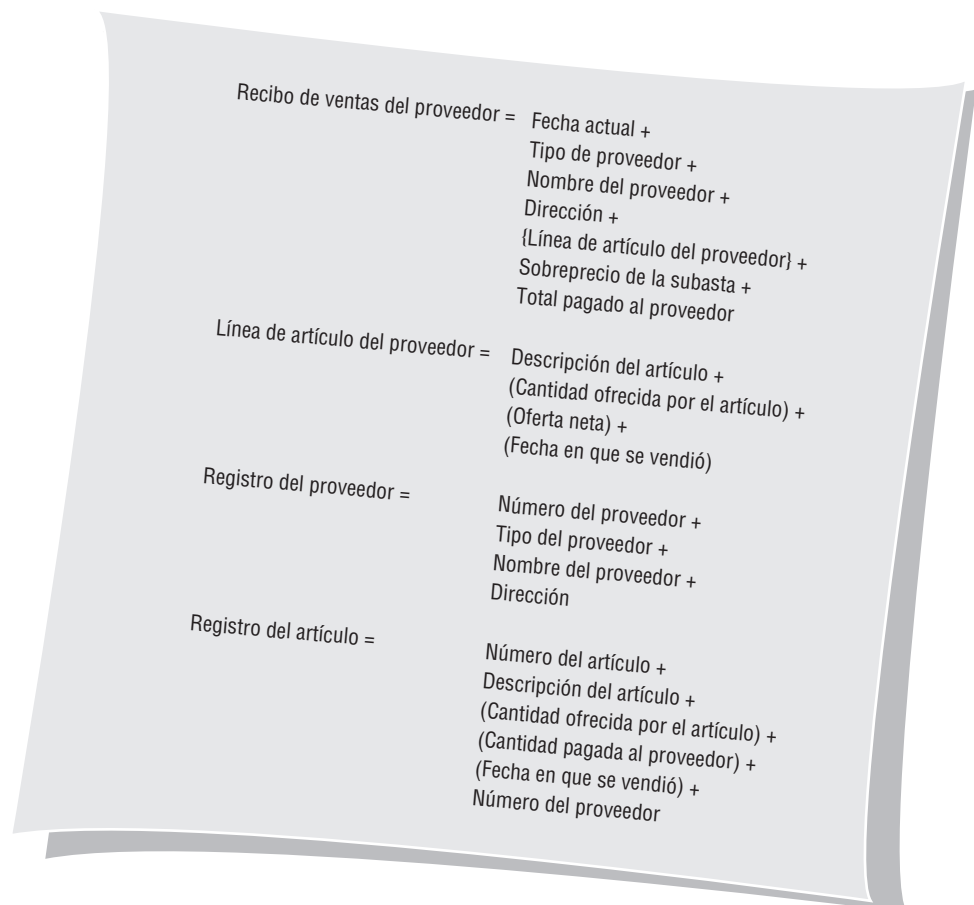 Recibo de ventas del proveedor = Fecha actual +
Tipo de proveedor +
Nombre del proveedor +
Dirección +
{Línea de artículo del proveedor} +
Sobreprecio de la subasta +
Total pagado al proveedor
Línea de artículo del proveedor = Descripción del artículo +
(Cantidad ofrecida por el artículo) +
(Oferta neta) +
(Fecha en que se vendió)
Registro del proveedor = Número del proveedor +
Tipo del proveedor +
Nombre del proveedor +
Dirección
Registro del artículo = Número del artículo +
Descripción del artículo +
(Cantidad ofrecida por el artículo) +
(Cantidad pagada al proveedor) +
(Fecha en que se vendió) +
Número del proveedor